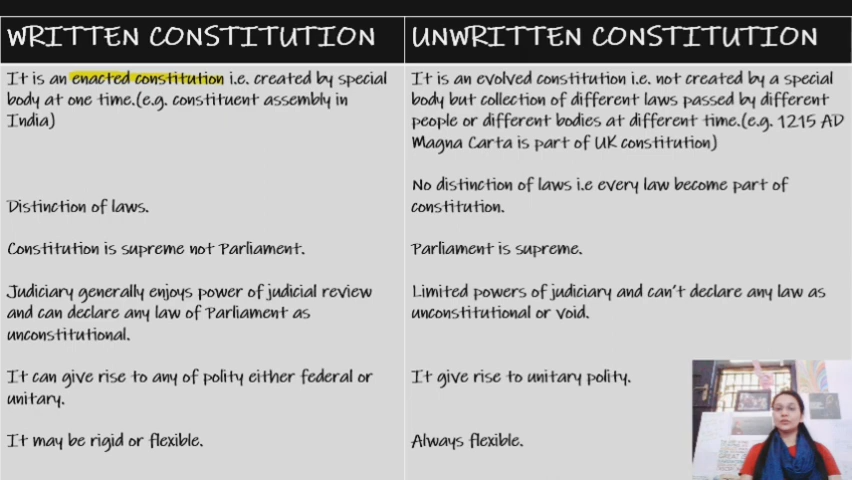 WRITTEN CONSTITUTION
UNWRITTEN CONSTITUTION
It is an enacted constitution i.e. created by special
body at one time.(e.g. constituent assembly in
India)
Distinction of laws.
Constitution is supreme not Parliament.
Judiciary generally enjoys power of judicial review
and can declare any law of Parliament as
unconstitutional.
It can give rise to any of polity either federal or
unitary.
It may be rigid or flexible.
It is an evolved constitution i.e. not created by a special
body but collection of different laws passed by different
people or different bodies at different time.(e.g. 1215 AD
Magna Carta is part of UK constitution)
No distinction of laws i.e every law become part of
constitution.
Parliament is supreme.
Limited powers of judiciary and can't declare any law as
unconstitutional or void.
It give rise to unitary polity.
Always flexible.